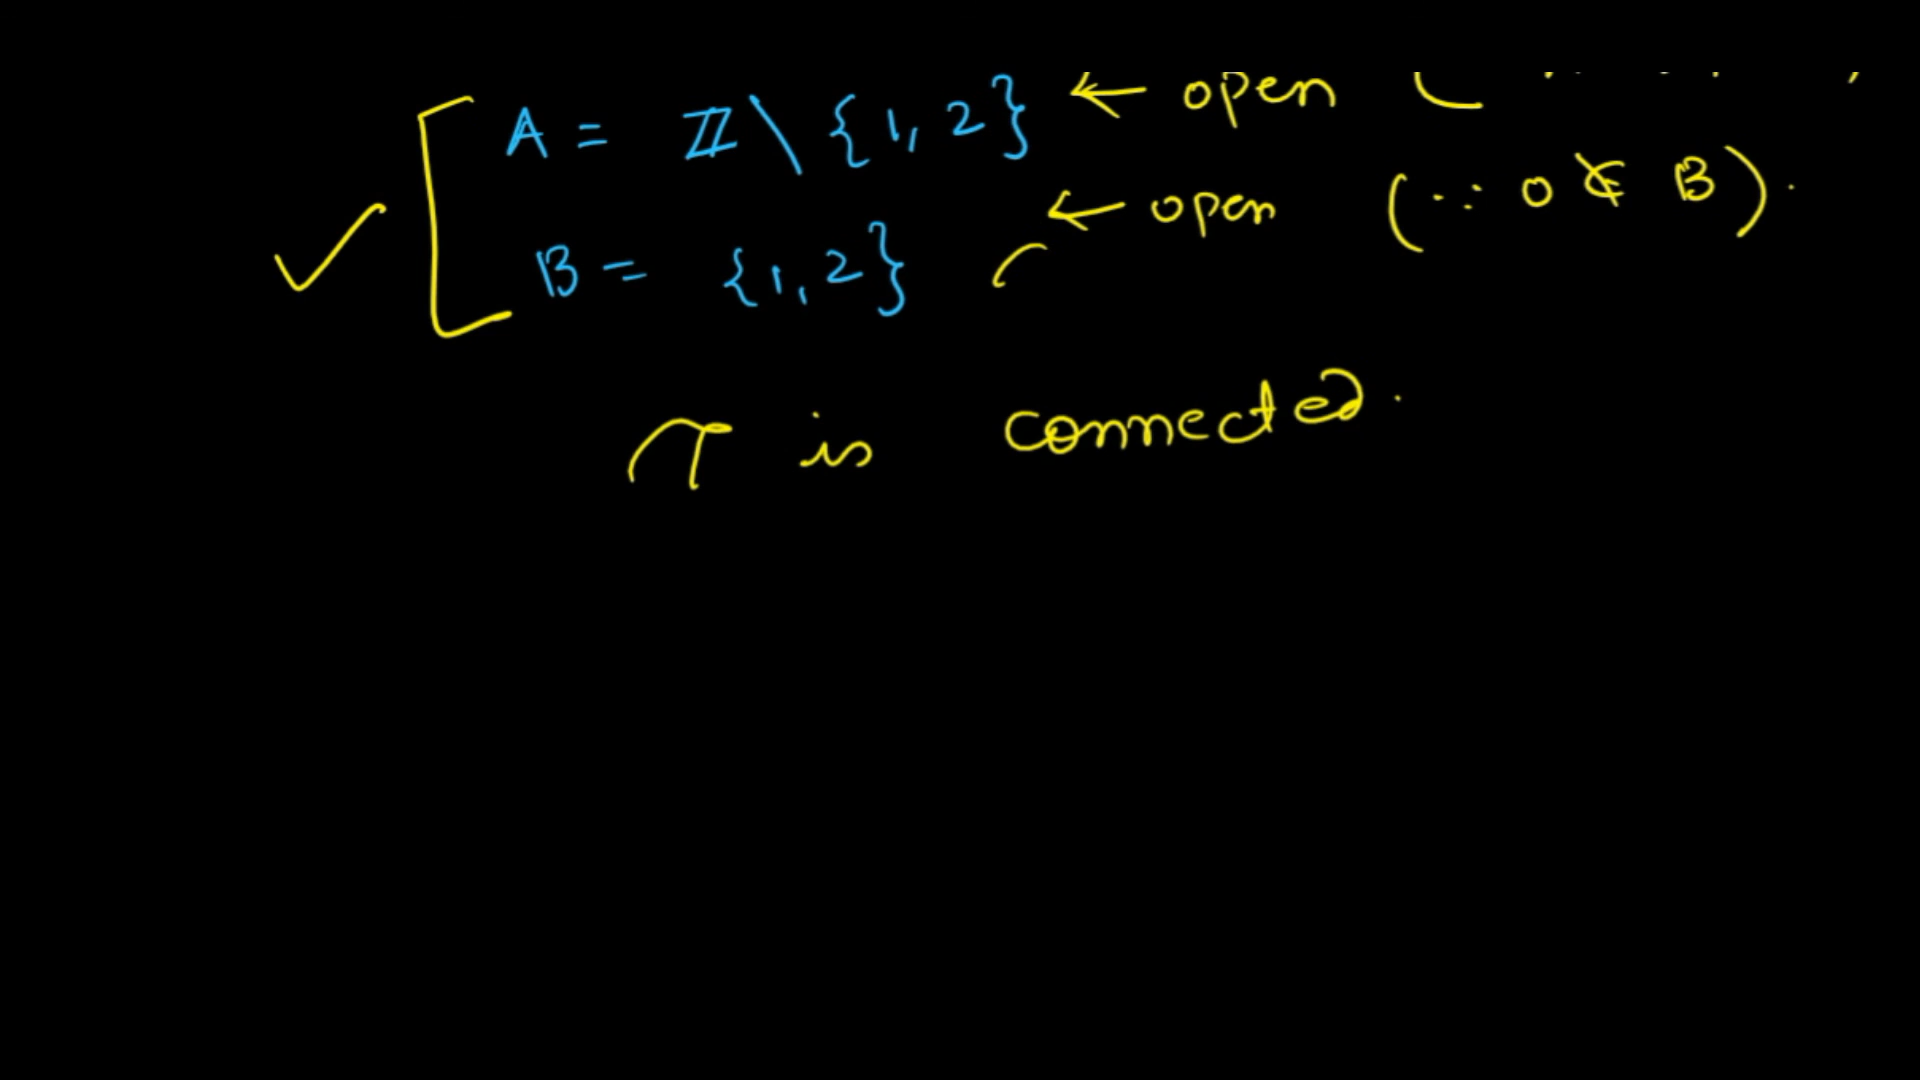 A = ℤ \ {1, 2} ← open (
B = {1, 2} ← open (∵ 0 ∉ B).
τ is connected.